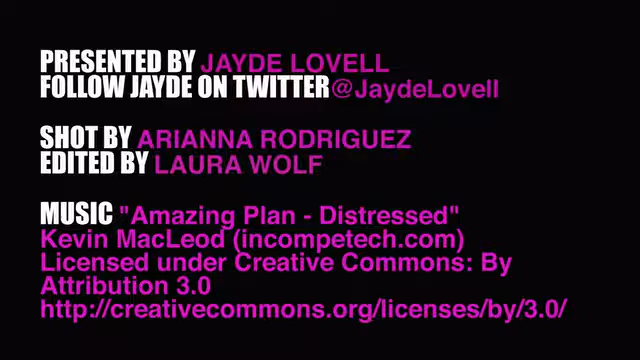 PRESENTED BY JAYDE LOVELL
FOLLOW JAYDE ON TWITTER @JaydeLovell
SHOT BY ARIANNA RODRIGUEZ
EDITED BY LAURA WOLF
MUSIC "Amazing Plan - Distressed"
Kevin MacLeod (incompetech.com)
Licensed under Creative Commons: By
Attribution 3.0
http://creativecommons.org/licenses/by/3.0/